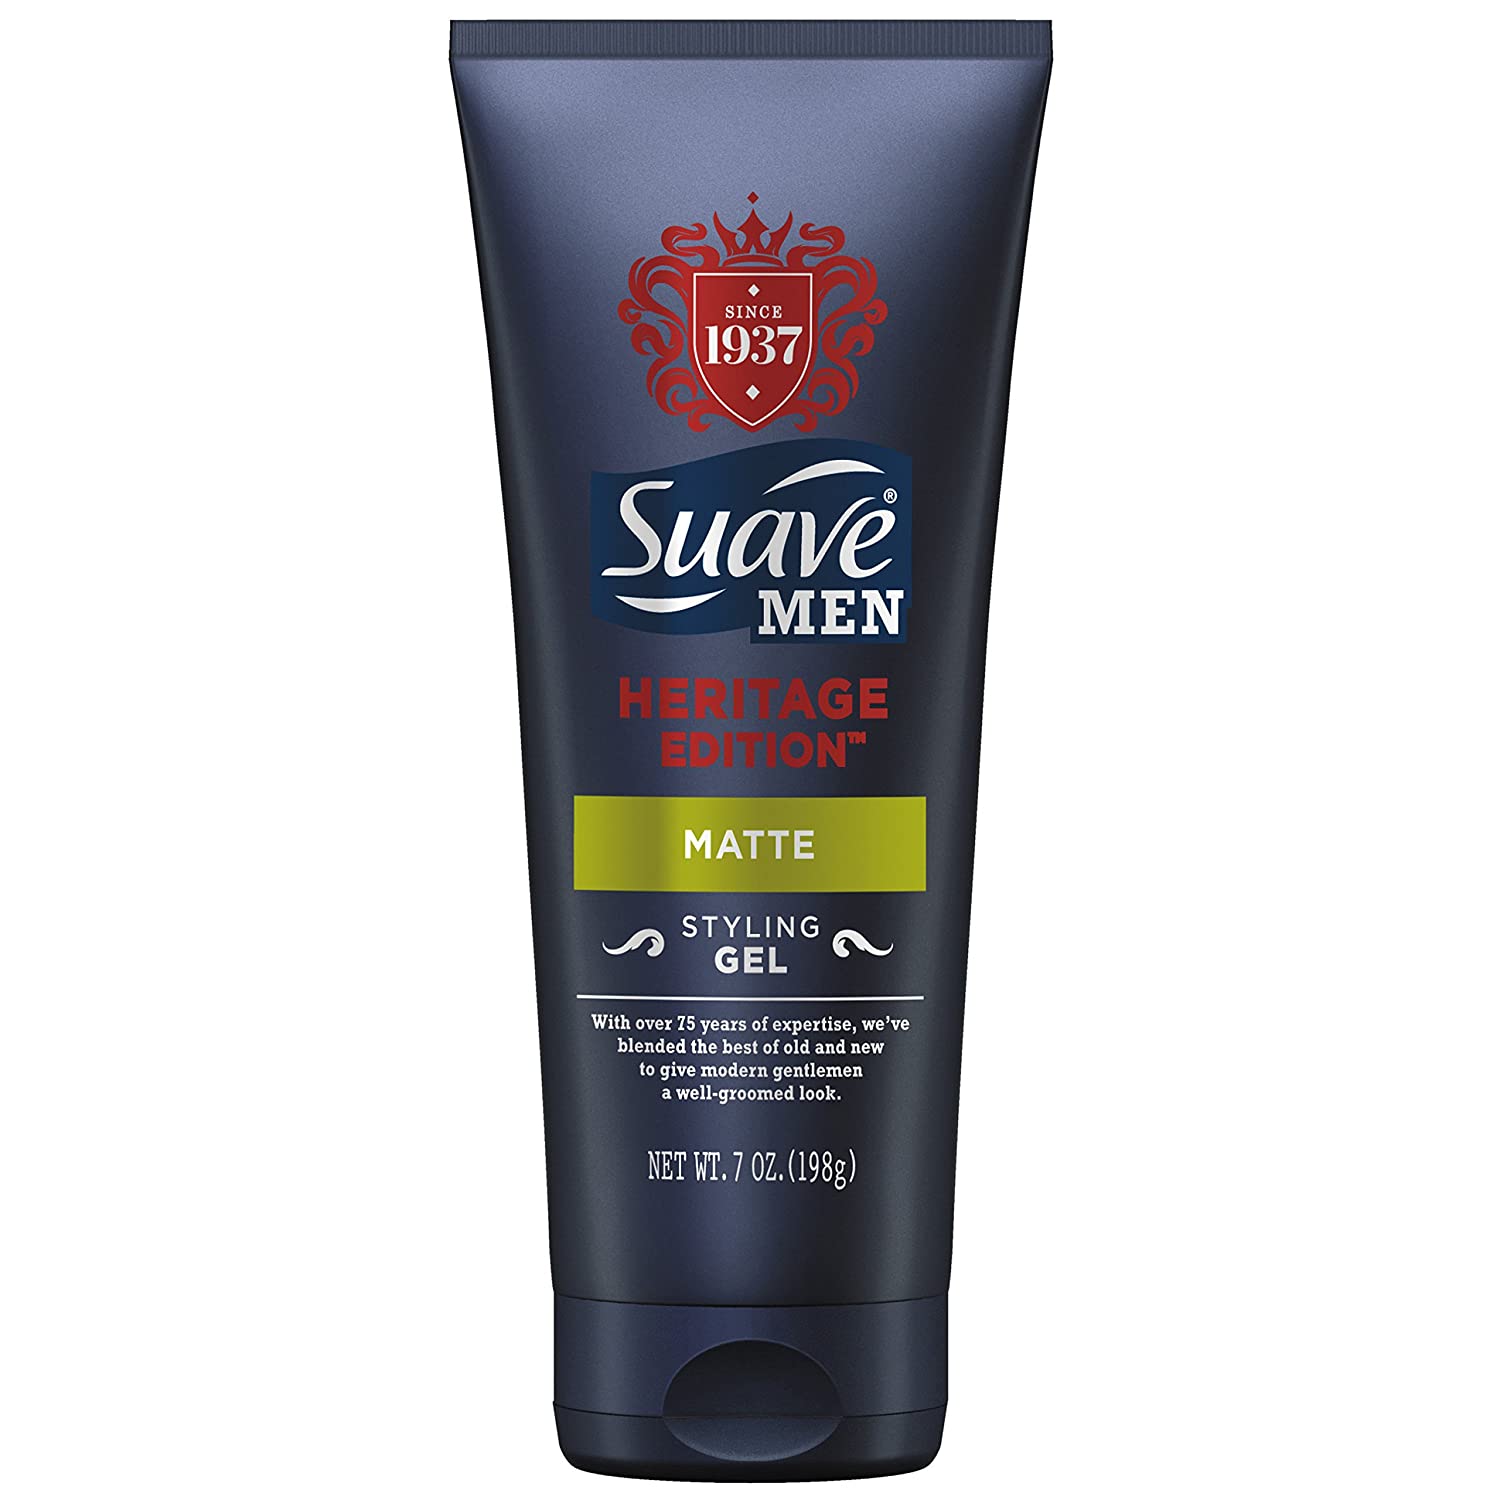 SINCE
1937
Suave®
MEN
HERITAGE
EDITION™
MATTE
STYLING
GEL
With over 75 years of expertise, we've
blended the best of old and new
to give modern gentlemen
a well-groomed look.
NET WT. 7 OZ. (198g)